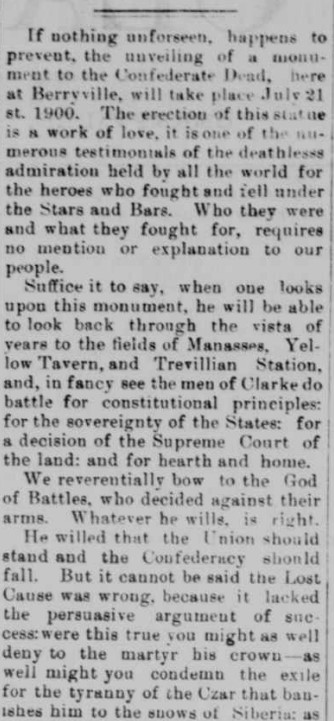 If nothing unforseen, happens to
prevent, the unveiling of a monu-
ment to the Confederate Dead, here
at Berryville, will take place July 21
st. 1900. The erection of this statue
is a work of love, it is one of the nu-
merous testimonials of the deathlesss
admiration held by all the world for
the heroes who fought and fell under
the Stars and Bars. Who they were
and what they fought for, requires
no mention or explanation to our
people.
Suffice it to say, when one looks
upon this monument, he will be able
to look back through the vista of
years to the fields of Manasses, Yel-
low Tavern, and Trevillian Station,
and, in fancy see the men of Clarke do
battle for constitutional principles:
for the sovereignty of the States: for
a decision of the Supreme Court of
the land: and for hearth and home.
We reverentially bow to the God
of Battles, who decided against their
arms. Whatever he wills, is right.
He willed that the Union should
stand and the Confederacy should
fall. But it cannot be said the Lost
Cause was wrong, because it lacked
the persuasive argument of suc-
cess: were this true you might as well
deny to the martyr his crown—as
well might you condemn the exile
for the tyranny of the Czar that ban-
ishes him to the snows of Siberia: as